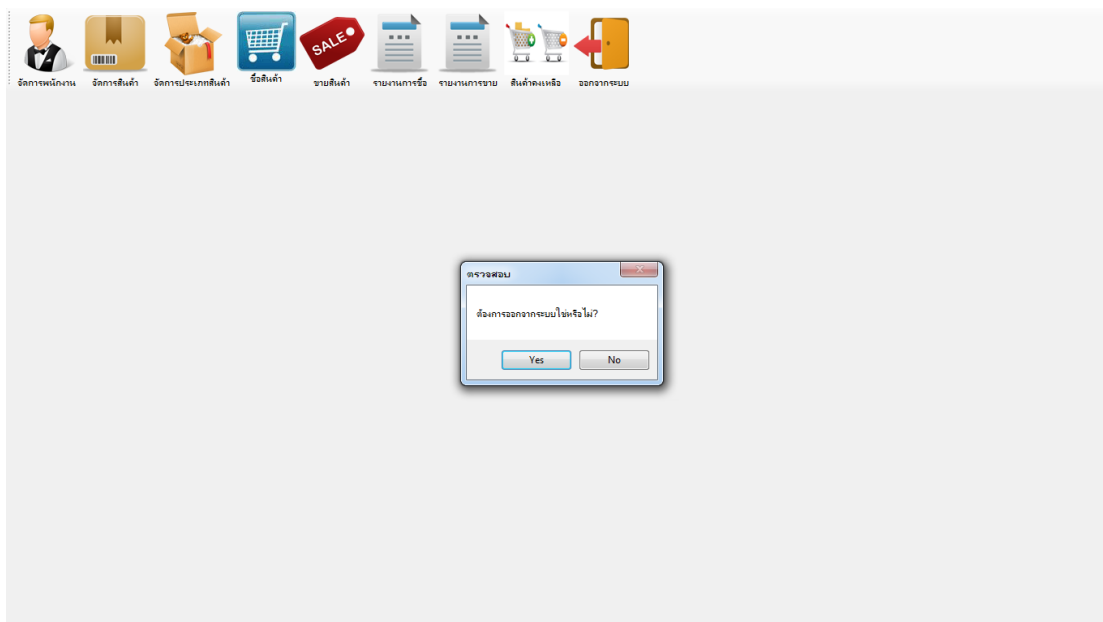 SALE
จัดการพนักงาน จัดการสินค้า จัดการประเภทสินค้า ซื้อสินค้า ขายสินค้า รายงานการซื้อ รายงานการขาย สินค้าคงเหลือ ออกจากระบบ
ตรวจสอบ
ต้องการออกจากระบบใช่หรือไม่?
Yes No